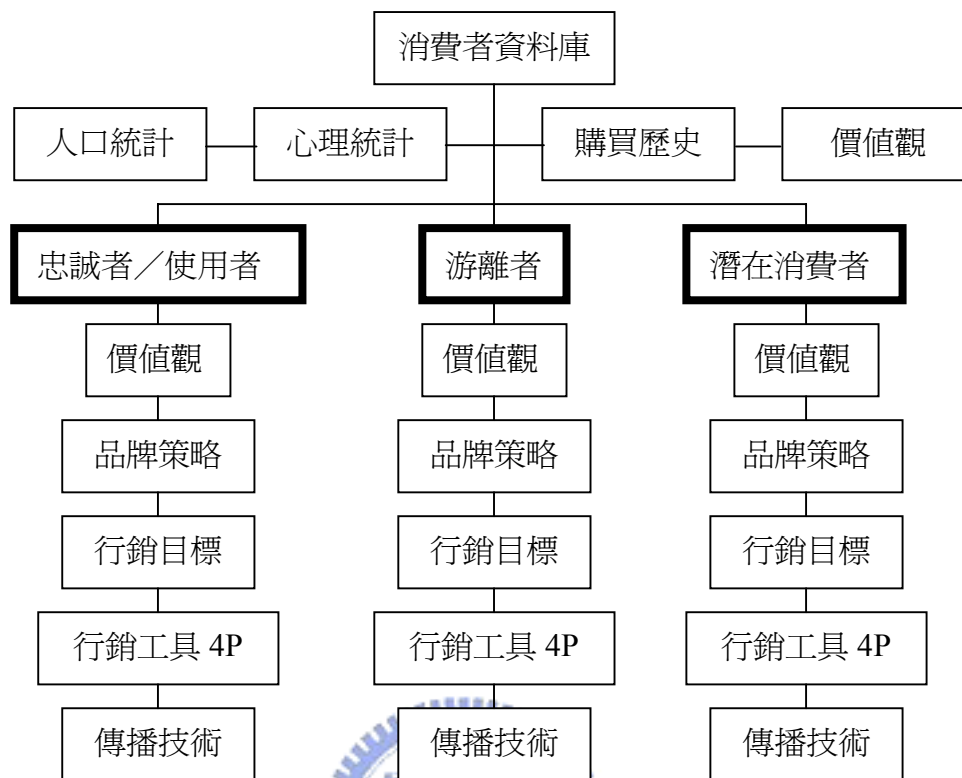 消費者資料庫
人口統計 心理統計 購買歷史 價値觀
忠誠者／使用者 游離者 潛在消費者
價値觀 價値觀 價値觀
品牌策略 品牌策略 品牌策略
行銷目標 行銷目標 行銷目標
行銷工具 4P 行銷工具 4P 行銷工具 4P
傳播技術 傳播技術 傳播技術